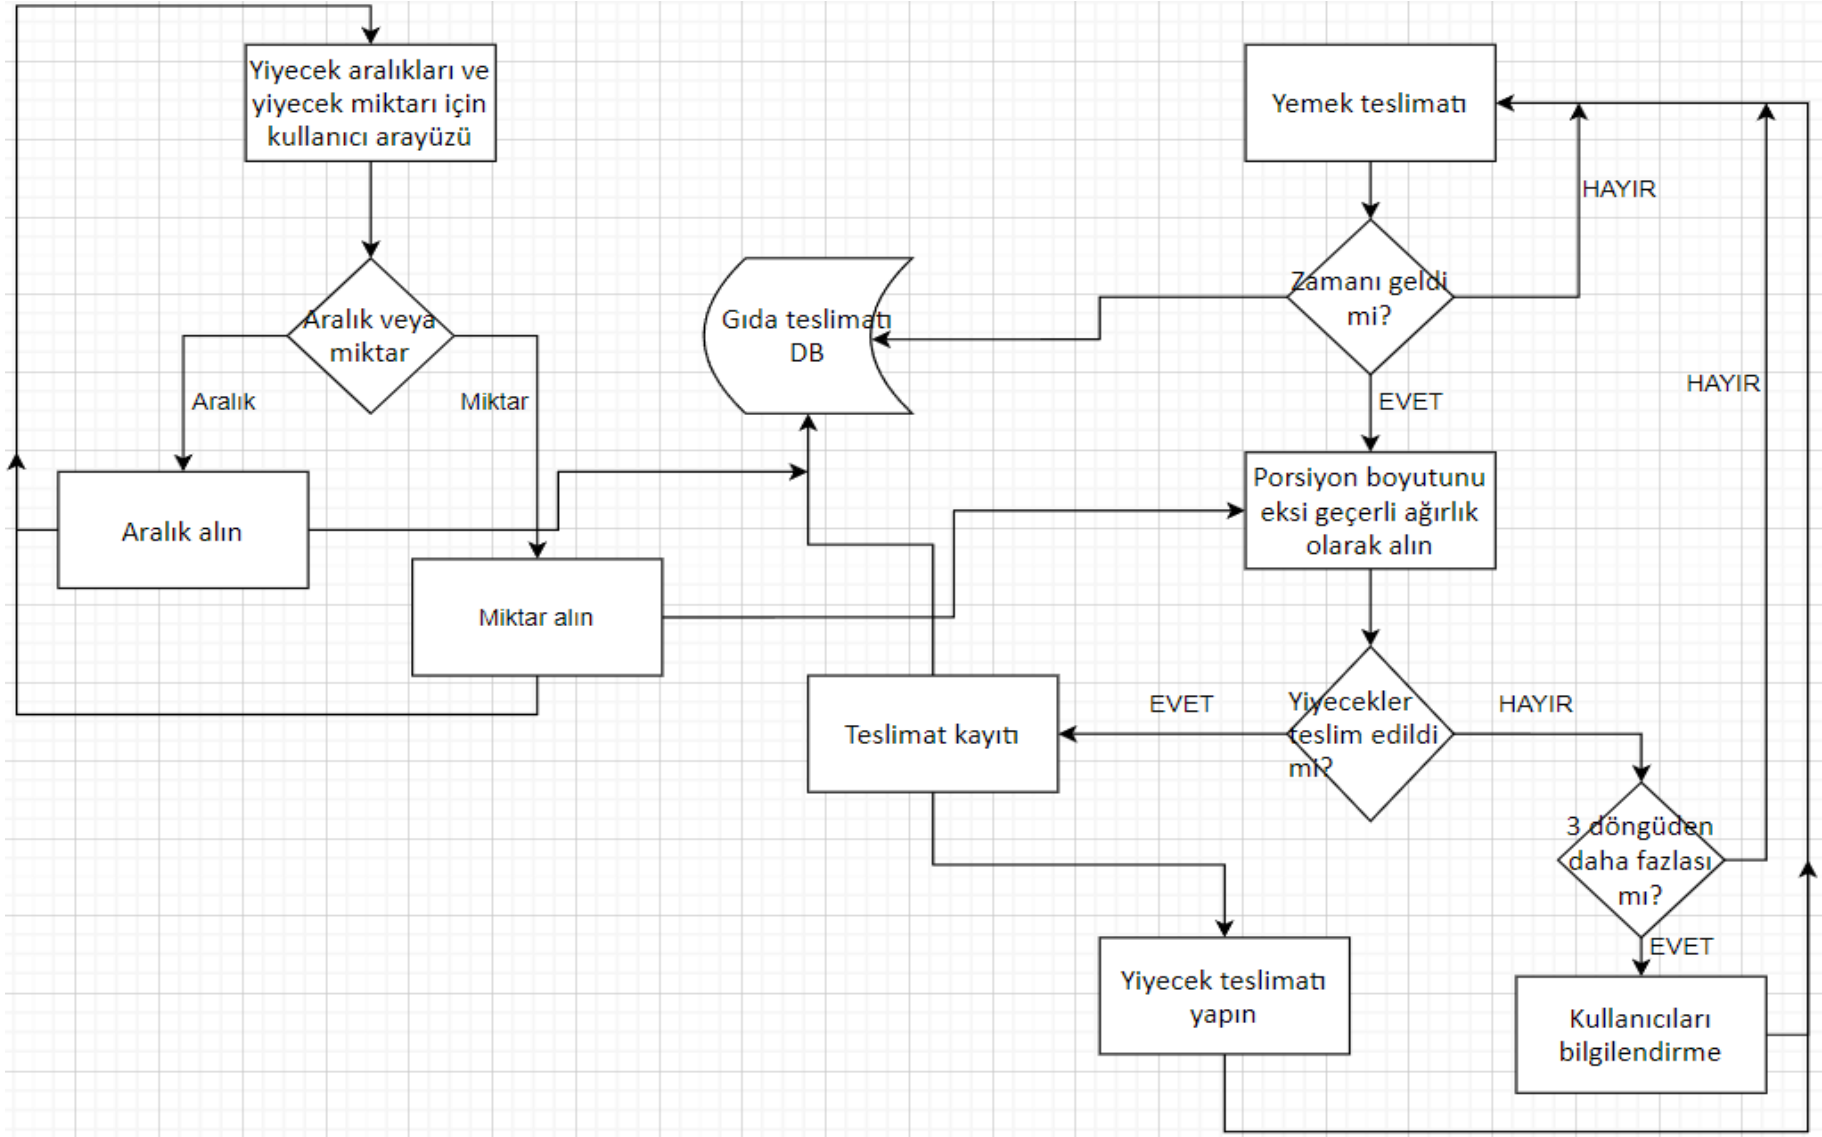 Yiyecek aralıkları ve
yiyecek miktarı için
kullanıcı arayüzü
Aralık veya
miktar
Aralık
Miktar
Aralık alın
Miktar alın
Gıda teslimatı
DB
Yemek teslimatı
HAYIR
Zamanı geldi
mi?
EVET
Porsiyon boyutunu
eksi geçerli ağırlık
olarak alın
HAYIR
Yiyecekler
teslim edildi
mi?
EVET
HAYIR
Teslimat kayıtı
3 döngüden
daha fazlası
mı?
EVET
Yiyecek teslimatı
yapın
Kullanıcıları
bilgilendirme